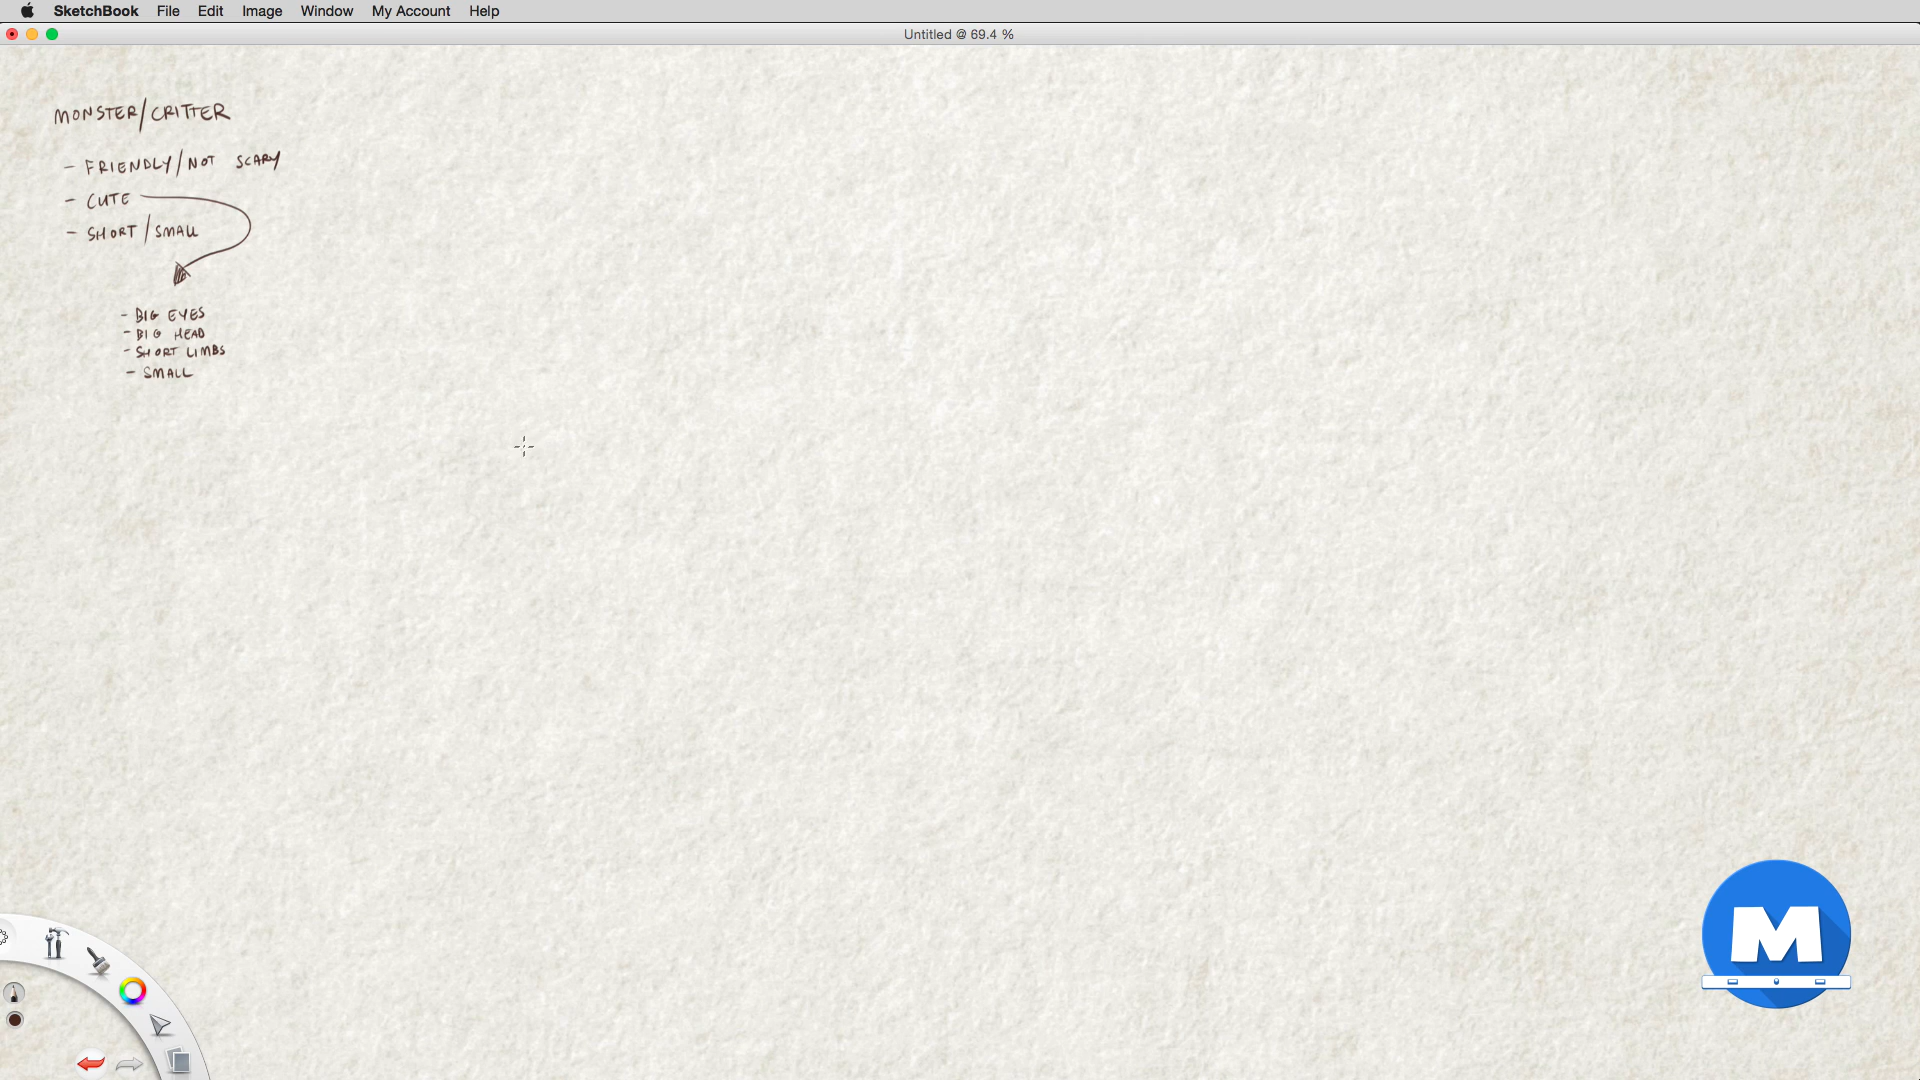 SketchBook File Edit Image Window My Account Help
Untitled @ 69.4 %
MONSTER/CRITTER
- FRIENDLY/NOT SCARY
- CUTE
- SHORT/SMALL
- BIG EYES
- BIG HEAD
- SHORT LIMBS
- SMALL
M